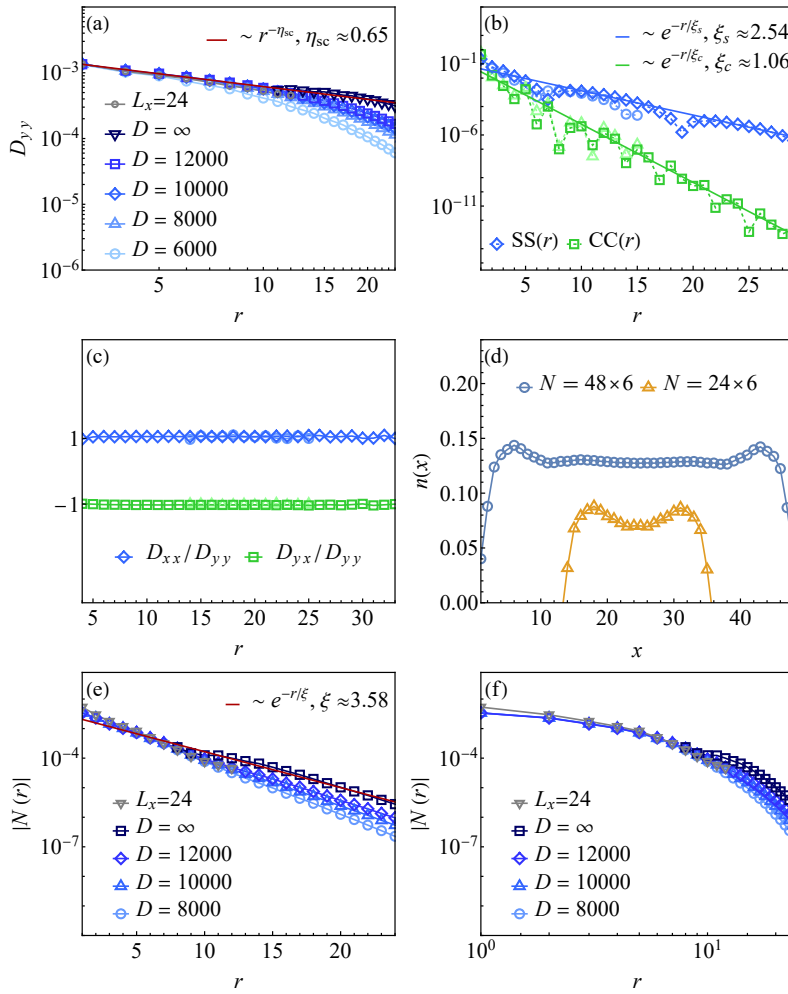 (a)
~ r^{-η_sc}, η_sc ≈0.65
10^{-3}
10^{-4}
10^{-5}
10^{-6}
D_{yy}
L_x=24
D = ∞
D = 12000
D = 10000
D = 8000
D = 6000
5 10 15 20
r
(b)
~ e^{-r/ξ_s}, ξ_s ≈2.54
~ e^{-r/ξ_c}, ξ_c ≈1.06
10^{-1}
10^{-6}
10^{-11}
SS(r) CC(r)
5 10 15 20 25
r
(c)
1
−1
D_{xx}/D_{yy} D_{yx}/D_{yy}
5 10 15 20 25 30
r
(d)
N = 48×6 N = 24×6
0.20
0.15
0.10
0.05
0.00
n(x)
10 20 30 40
x
(e)
~ e^{-r/ξ}, ξ ≈3.58
10^{-4}
10^{-7}
|N (r)|
L_x=24
D = ∞
D = 12000
D = 10000
D = 8000
5 10 15 20
r
(f)
10^{-4}
10^{-7}
|N (r)|
L_x=24
D = ∞
D = 12000
D = 10000
D = 8000
10^0 10^1
r